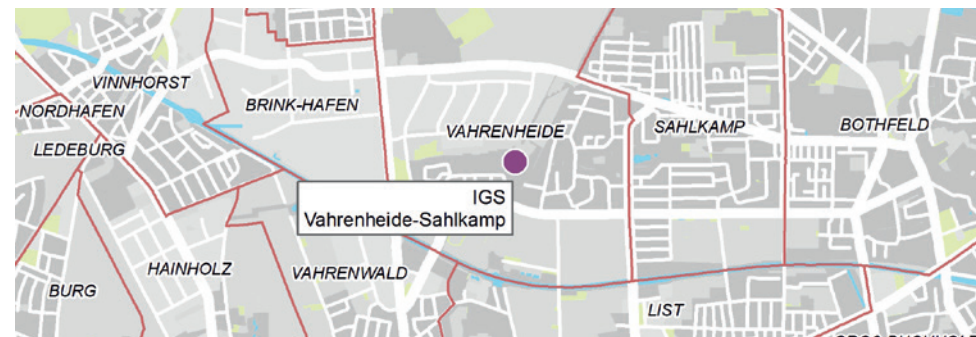 VINNHORST
NORDHAFEN
BRINK-HAFEN
LEDEBURG
VAHRENHEIDE
SAHLKAMP
BOTHFELD
IGS
Vahrenheide-Sahlkamp
HAINHOLZ
VAHRENWALD
BURG
LIST